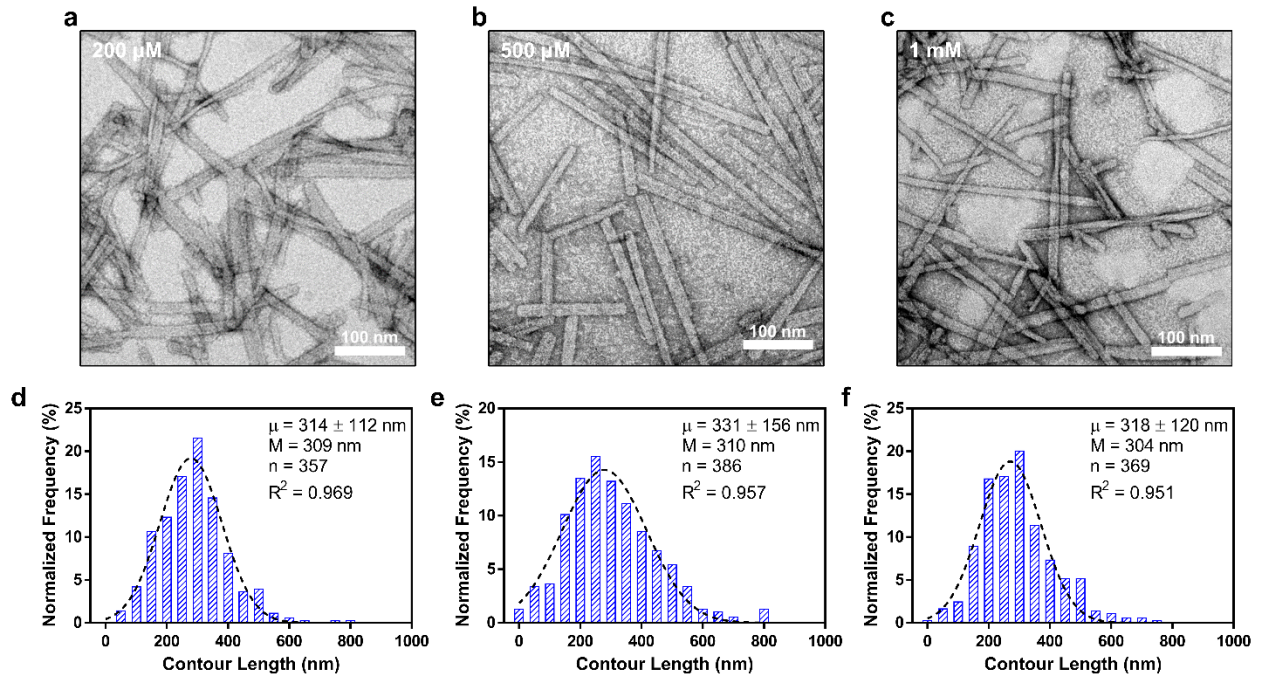 a
b
c
200 µM
500 µM
1 mM
100 nm
100 nm
100 nm
d
Normalized Frequency (%)
25
20
15
10
5
0
0
200
400
600
800
1000
Contour Length (nm)
µ = 314 ± 112 nm
M = 309 nm
n = 357
R² = 0.969
e
Normalized Frequency (%)
20
15
10
5
0
0
200
400
600
800
1000
Contour Length (nm)
µ = 331 ± 156 nm
M = 310 nm
n = 386
R² = 0.957
f
Normalized Frequency (%)
25
20
15
10
5
0
0
200
400
600
800
1000
Contour Length (nm)
µ = 318 ± 120 nm
M = 304 nm
n = 369
R² = 0.951